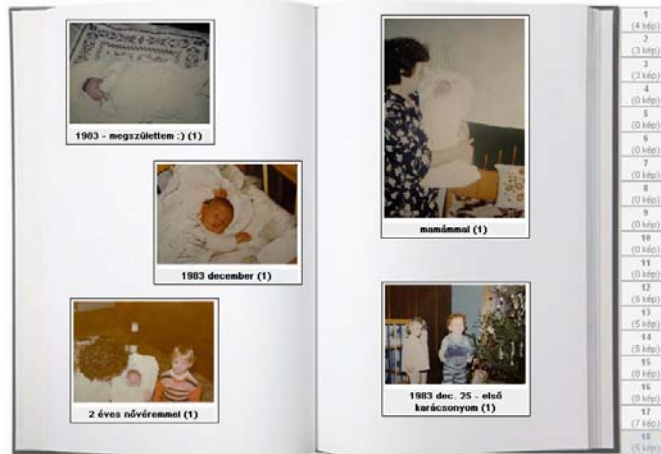 1983 - megszülettem :) (1)
1983 december (1)
2 éves nővéremmel (1)
mamámmal (1)
1983 dec. 25 - első
karácsonyom (1)
1
(4 kép)
2
(3 kép)
3
(3 kép)
4
(0 kép)
5
(0 kép)
6
(0 kép)
7
(0 kép)
8
(0 kép)
9
(0 kép)
10
(0 kép)
11
(0 kép)
12
(5 kép)
13
(5 kép)
14
(5 kép)
15
(0 kép)
16
(8 kép)
17
(7 kép)
18
(5 kép)